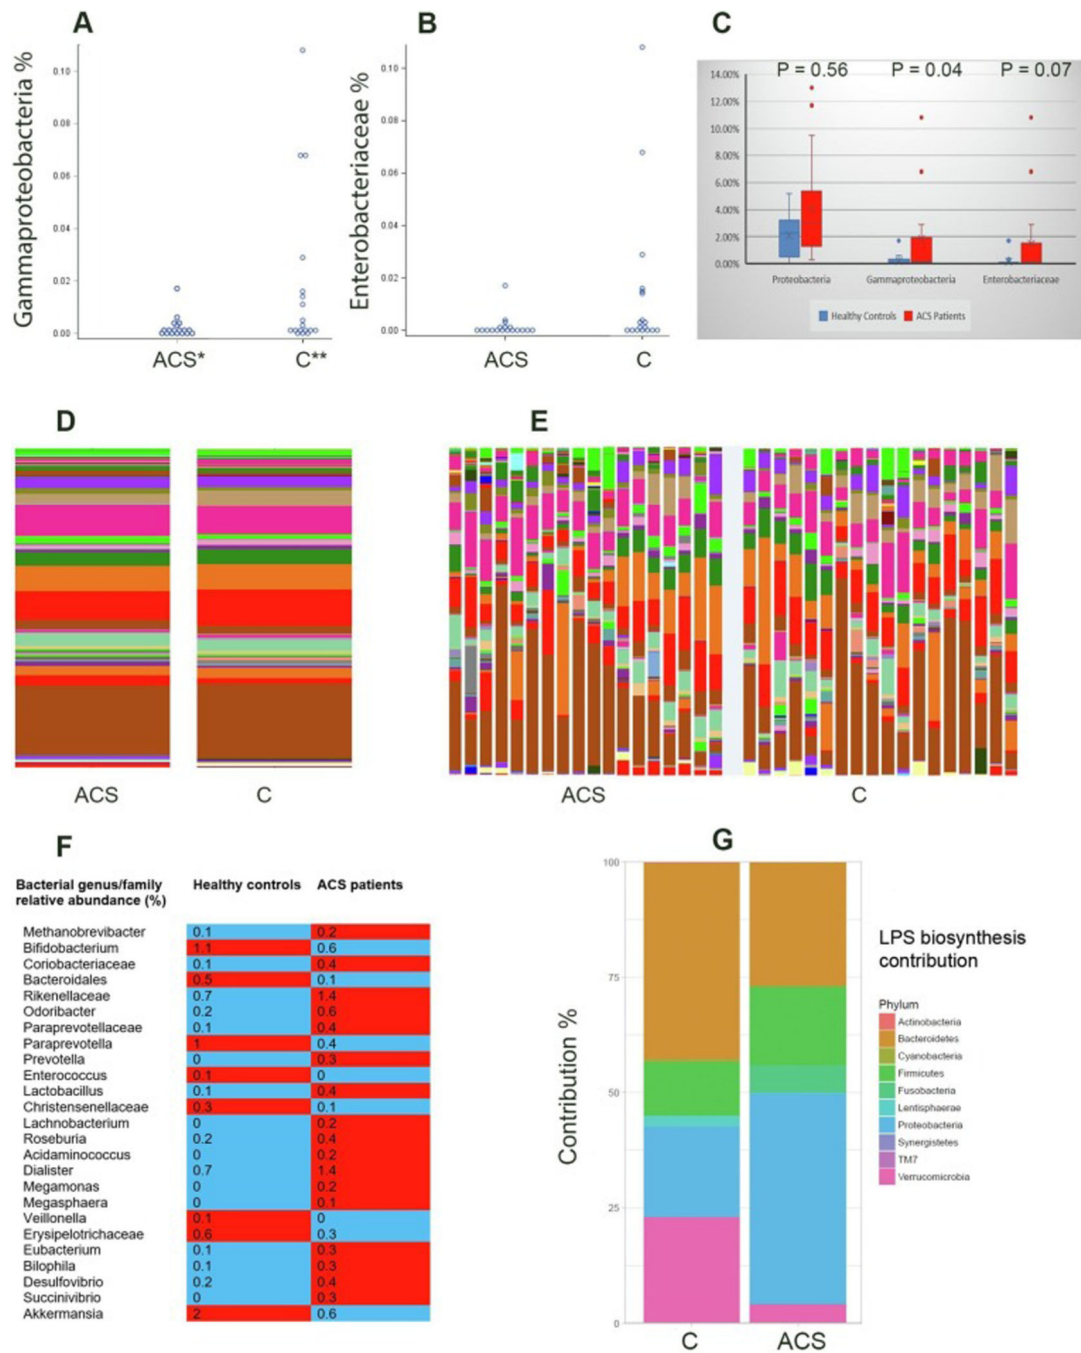 A
B
C
Gammaproteobacteria %
0.10
0.08
0.06
0.04
0.02
0.00
ACS*
C**
Enterobacteriaceae %
0.10
0.08
0.06
0.04
0.02
0.00
ACS
C
P = 0.56
P = 0.04
P = 0.07
14.00%
12.00%
10.00%
8.00%
6.00%
4.00%
2.00%
0.00%
Proteobacteria
Gammaproteobacteria
Enterobacteriaceae
Healthy Controls
ACS Patients
D
E
ACS
C
ACS
C
F
Bacterial genus/family
relative abundance (%)
Healthy controls
ACS patients
Methanobrevibacter 0.1 0.2
Bifidobacterium 1.1 0.6
Coriobacteriaceae 0.1 0.4
Bacteroidales 0.5 0.1
Rikenellaceae 0.7 1.4
Odoribacter 0.2 0.6
Paraprevotellaceae 0.1 0.4
Paraprevotella 1 0.4
Prevotella 0 0.3
Enterococcus 0.1 0
Lactobacillus 0.1 0.4
Christensenellaceae 0.3 0.1
Lachnobacterium 0 0.2
Roseburia 0.2 0.4
Acidaminococcus 0 0.2
Dialister 0.7 1.4
Megamonas 0 0.2
Megasphaera 0 0.1
Veillonella 0.1 0
Erysipelotrichaceae 0.6 0.3
Eubacterium 0.1 0.3
Bilophila 0.1 0.3
Desulfovibrio 0.2 0.4
Succinivibrio 0 0.3
Akkermansia 2 0.6
G
Contribution %
100
75
50
25
0
C
ACS
LPS biosynthesis
contribution
Phylum
Actinobacteria
Bacteroidetes
Cyanobacteria
Firmicutes
Fusobacteria
Lentisphaerae
Proteobacteria
Synergistetes
TM7
Verrucomicrobia